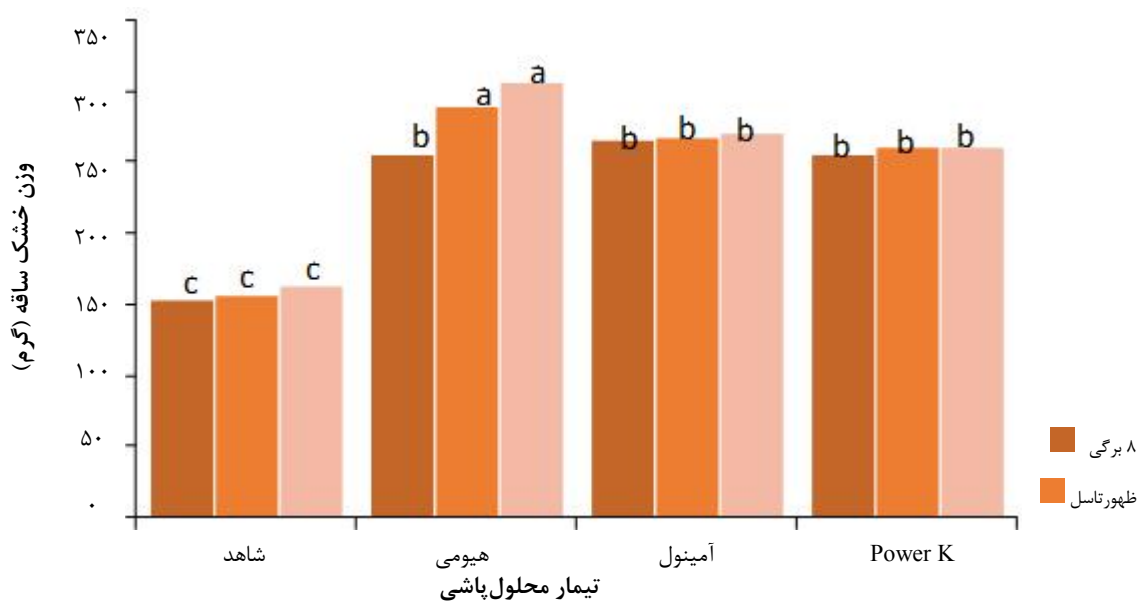 ۳۵۰
۳۰۰
۲۵۰
۲۰۰
۱۵۰
۱۰۰
۵۰
۰
وزن خشک ساقه (گرم)
c c c
b a a
b b b
b b b
شاهد
هیومی
آمینول
Power K
تیمار محلول‌پاشی
۸ برگی
ظهورتاسل